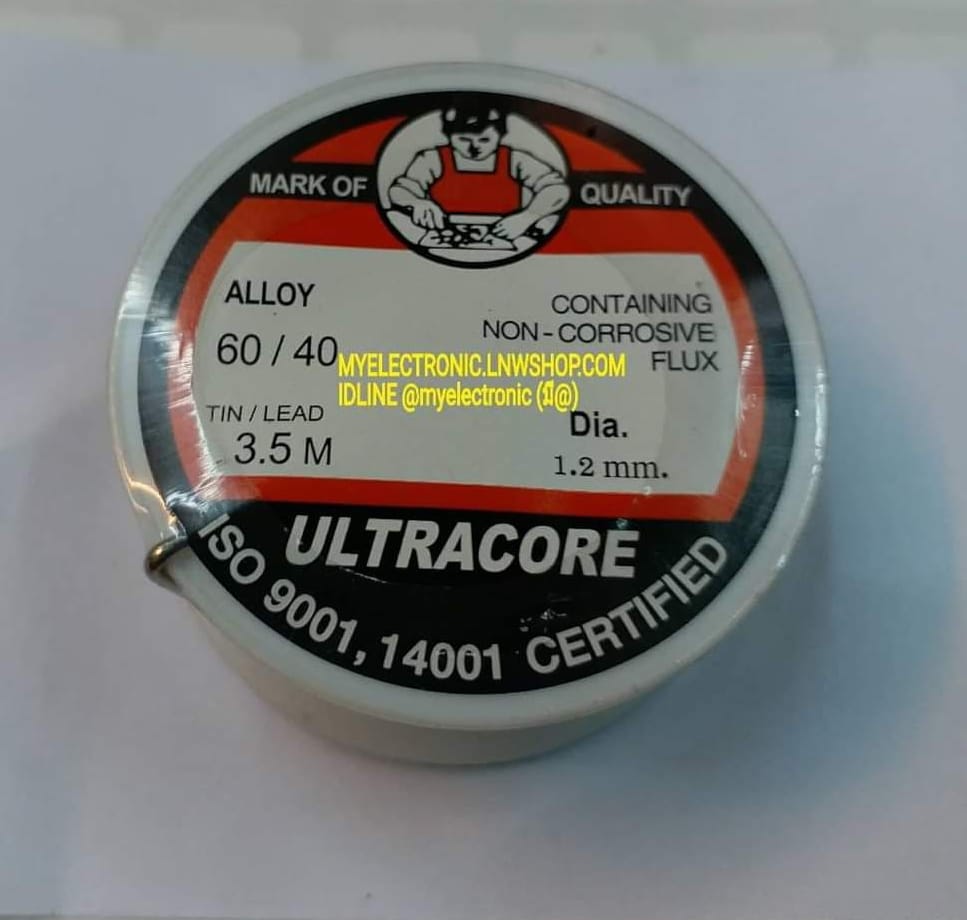 MARK OF QUALITY
ALLOY
60 / 40
CONTAINING
NON-CORROSIVE
FLUX
MYELECTRONIC.LNWSHOP.COM
IDLINE @myelectronic (มี@)
TIN / LEAD
3.5 M
Dia.
1.2 mm.
ULTRACORE
ISO 9001, 14001 CERTIFIED